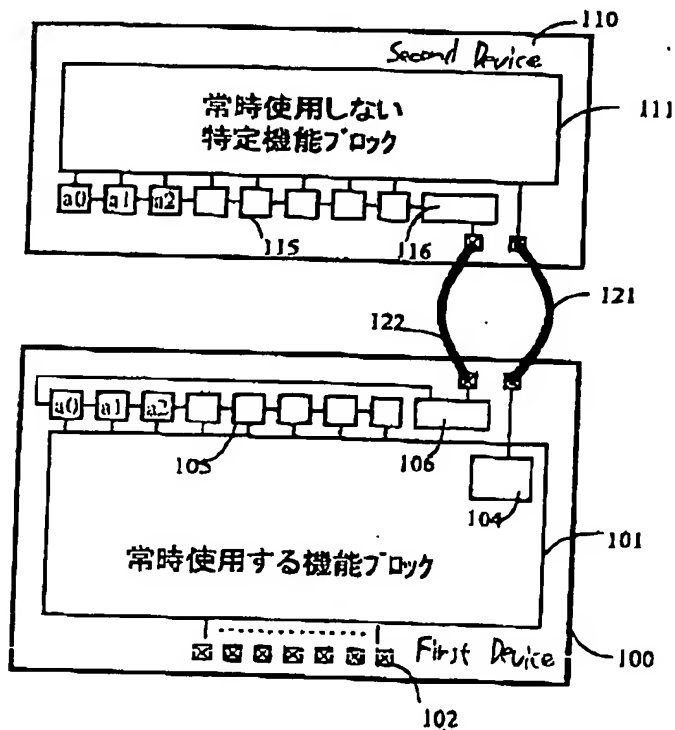 110
Second Device
111
常時使用しない
特定機能ブロック
a0 a1 a2
115
116
121
122
a0 a1 a2
105
106
104
101
常時使用する機能ブロック
First Device
100
102